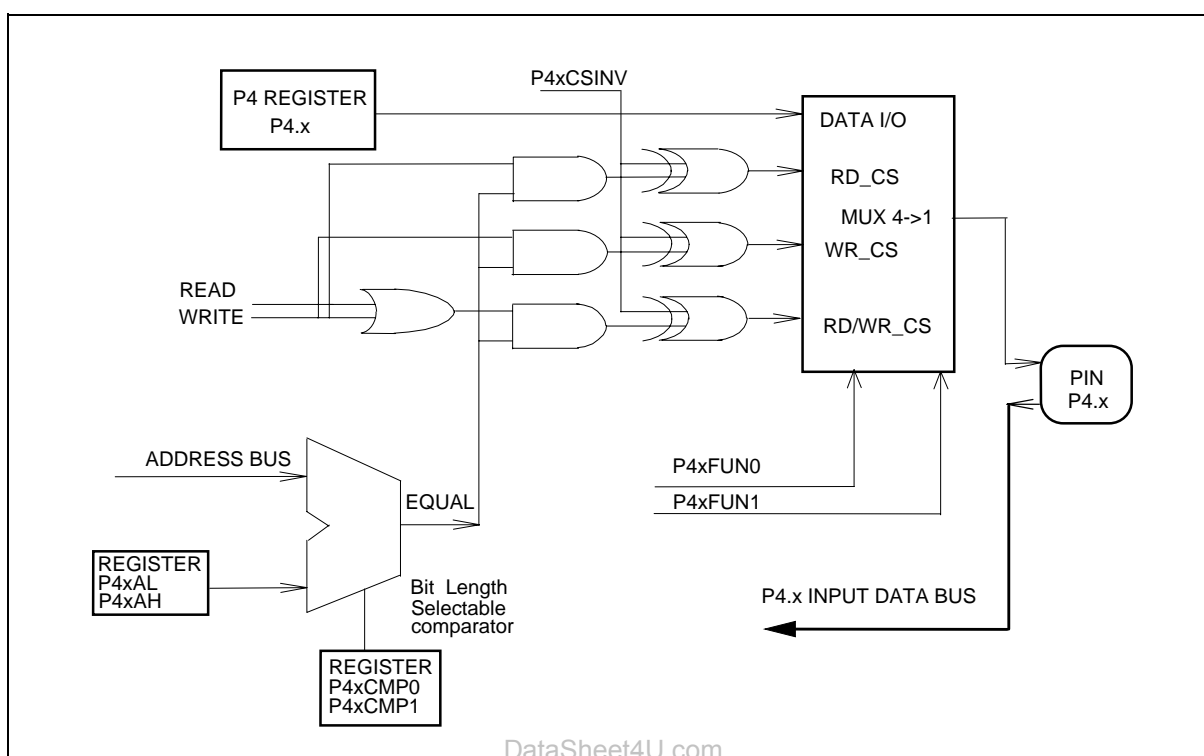 P4 REGISTER
P4.x
P4xCSINV
DATA I/O
RD_CS
MUX 4->1
WR_CS
RD/WR_CS
READ
WRITE
PIN
P4.x
ADDRESS BUS
EQUAL
P4xFUN0
P4xFUN1
REGISTER
P4xAL
P4xAH
Bit Length
Selectable
comparator
P4.x INPUT DATA BUS
REGISTER
P4xCMP0
P4xCMP1
DataSheet4U.com